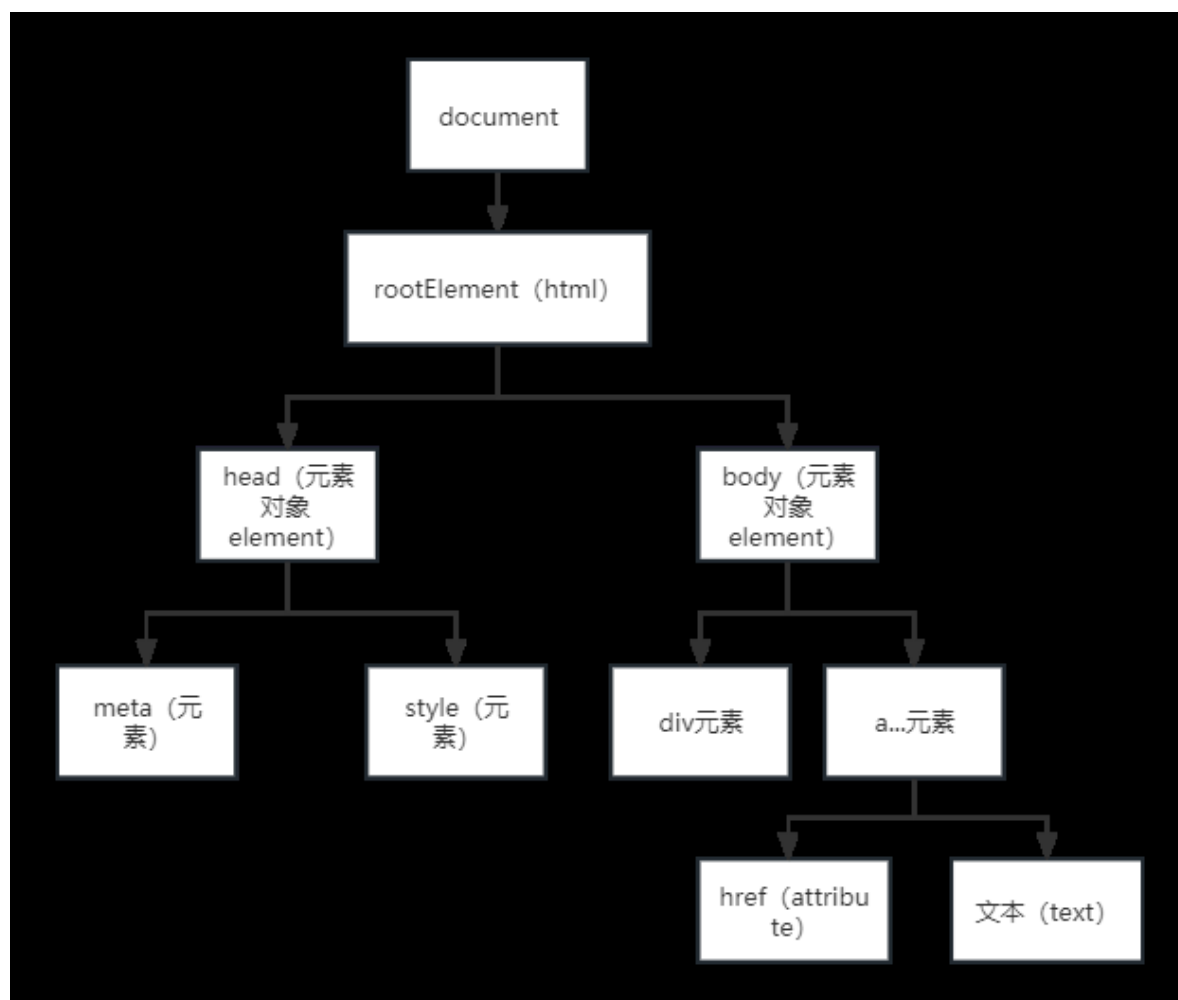 document
rootElement（html）
head（元素
对象
element）
body（元素
对象
element）
meta（元
素）
style（元
素）
div元素
a...元素
href（attribu
te）
文本（text）